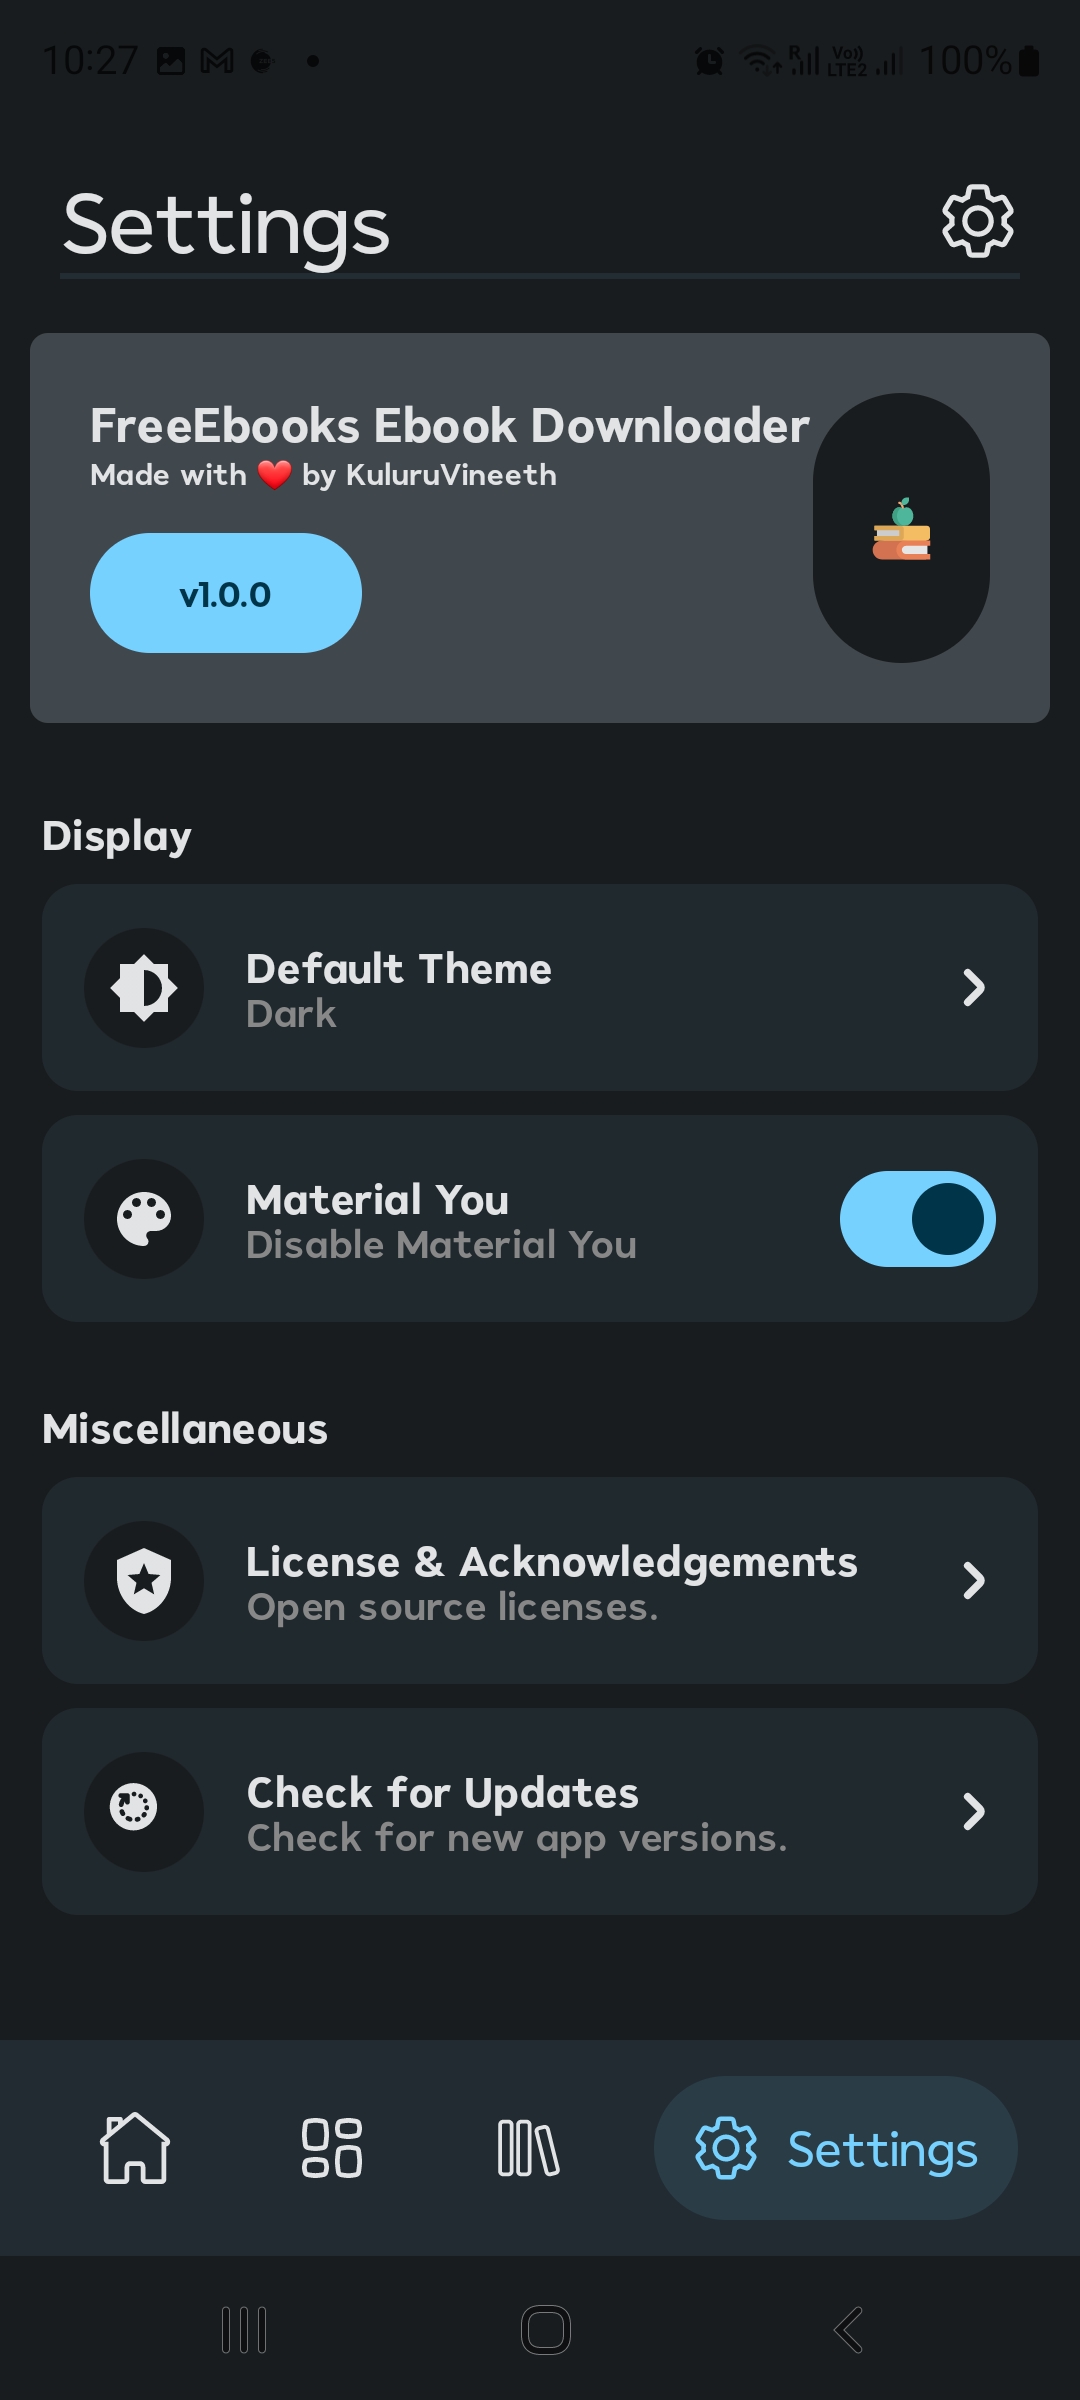 10:27
R
Vo))
LTE2
100%
Settings
FreeEbooks Ebook Downloader
Made with ❤️ by KuluruVineeth
v1.0.0
Display
Default Theme
Dark
Material You
Disable Material You
Miscellaneous
License & Acknowledgements
Open source licenses.
Check for Updates
Check for new app versions.
Settings